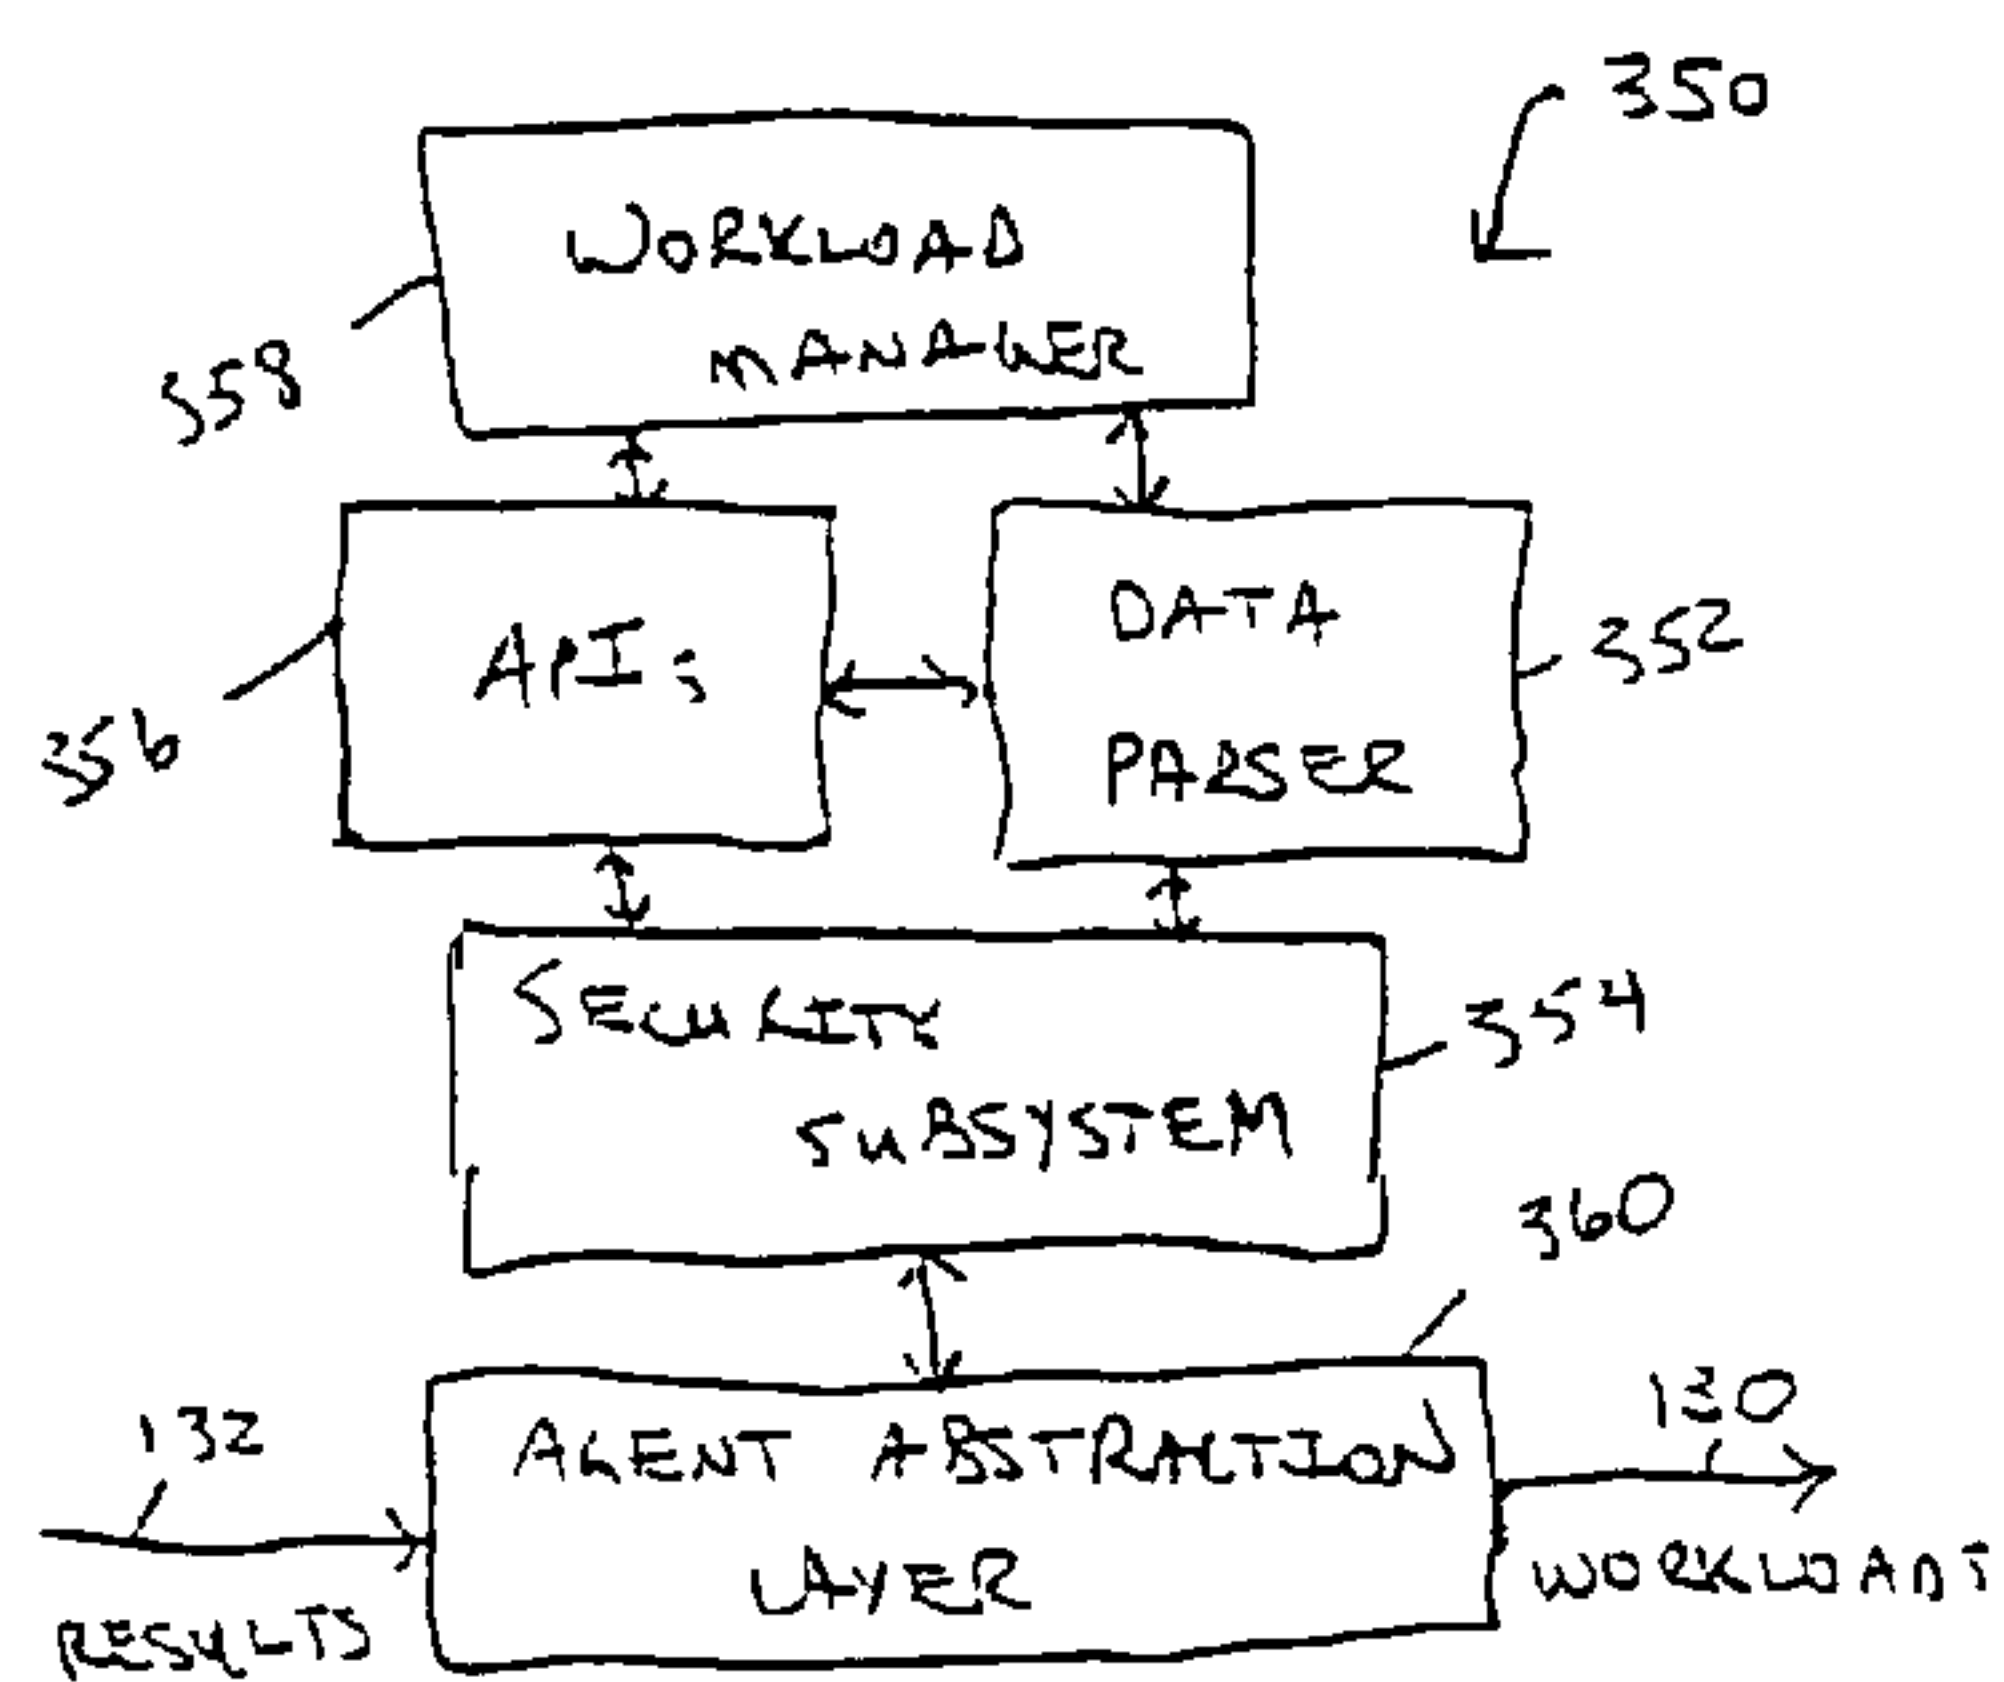 350
WORKLOAD
MANAGER
358
APIs
DATA
PARSER
352
356
SECURITY
SUBSYSTEM
354
360
AGENT ABSTRACTION
LAYER
132
RESULTS
130
WORKLOADS